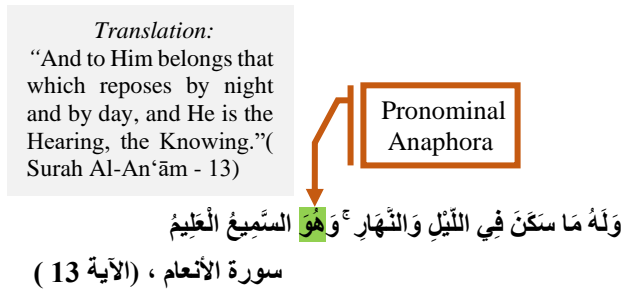 Translation:
“And to Him belongs that
which reposes by night
and by day, and He is the
Hearing, the Knowing.”(
Surah Al-An‘ām - 13)
Pronominal
Anaphora
وَلَهُ مَا سَكَنَ فِي اللَّيْلِ وَالنَّهَارِ ۚ وَهُوَ السَّمِيعُ الْعَلِيمُ
سورة الأنعام ، (الآية 13 )